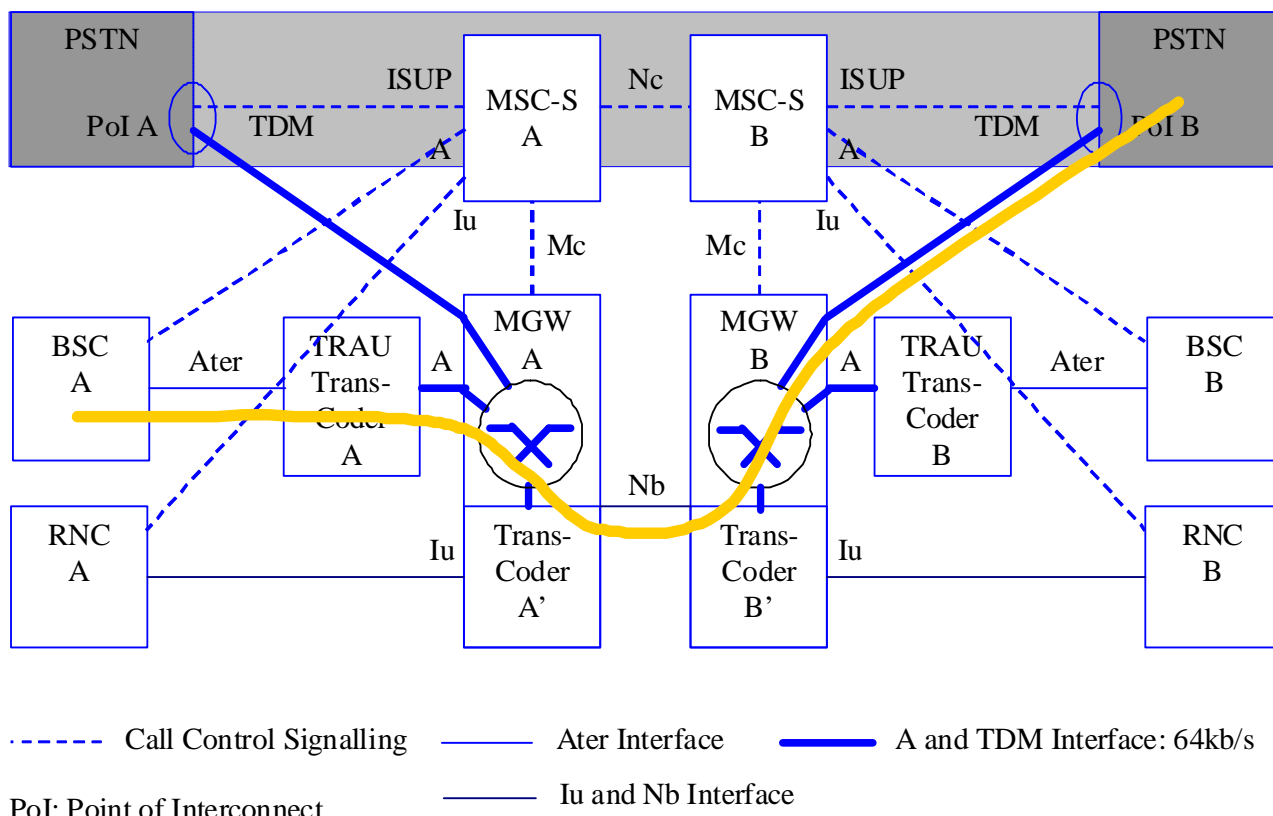 PSTN
PSTN
ISUP
Nc
ISUP
MSC-S
A
MSC-S
B
PoI A
TDM
TDM
PoI B
A
A
Iu
Iu
Mc
Mc
BSC
A
Ater
TRAU
Trans-
Coder
A
A
MGW
A
MGW
B
A
TRAU
Trans-
Coder
B
Ater
BSC
B
Nb
RNC
A
Iu
Trans-
Coder
A’
Trans-
Coder
B’
Iu
RNC
B
Call Control Signalling
Ater Interface
A and TDM Interface: 64kb/s
Iu and Nb Interface
PoI: Point of Interconnect